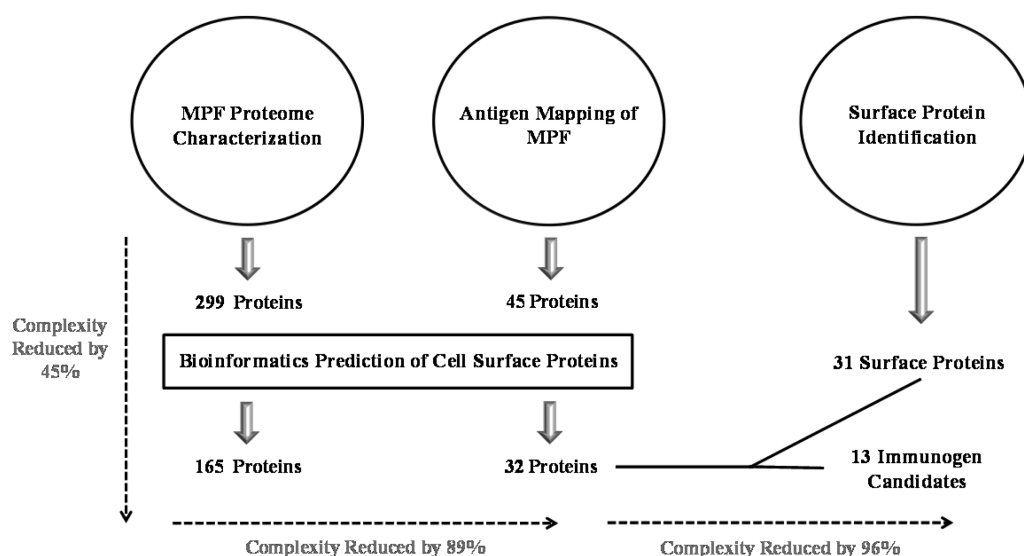 MPF Proteome
Characterization
Antigen Mapping of
MPF
Surface Protein
Identification
299 Proteins
45 Proteins
Complexity
Reduced by
45%
Bioinformatics Prediction of Cell Surface Proteins
31 Surface Proteins
165 Proteins
32 Proteins
13 Immunogen
Candidates
Complexity Reduced by 89%
Complexity Reduced by 96%